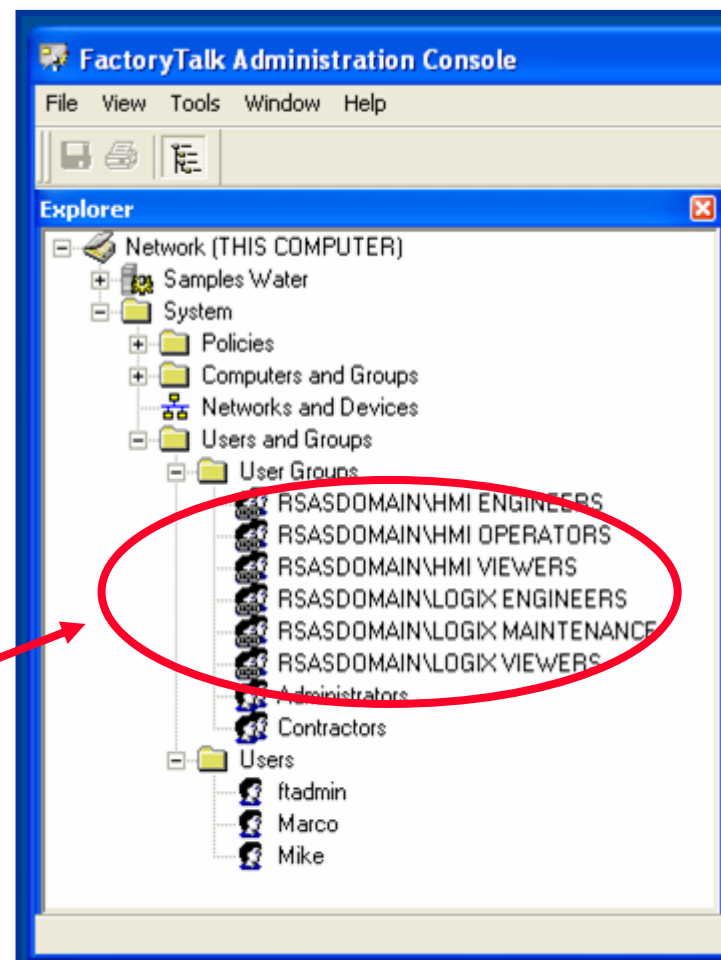 FactoryTalk Administration Console
File View Tools Window Help
Explorer
Network (THIS COMPUTER)
Samples Water
System
Policies
Computers and Groups
Networks and Devices
Users and Groups
User Groups
RSASDOMAIN\HMI ENGINEERS
RSASDOMAIN\HMI OPERATORS
RSASDOMAIN\HMI VIEWERS
RSASDOMAIN\LOGIX ENGINEERS
RSASDOMAIN\LOGIX MAINTENANCE
RSASDOMAIN\LOGIX VIEWERS
Administrators
Contractors
Users
ftadmin
Marco
Mike